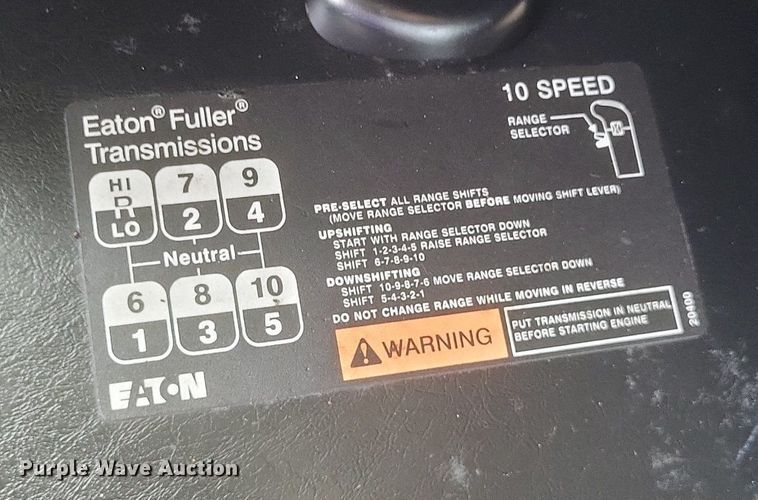 Eaton® Fuller®
Transmissions
10 SPEED
RANGE
SELECTOR
HI 7 9
R
LO 2 4
Neutral
6 8 10
1 3 5
PRE-SELECT ALL RANGE SHIFTS
(MOVE RANGE SELECTOR BEFORE MOVING SHIFT LEVER)
UPSHIFTING
START WITH RANGE SELECTOR DOWN
SHIFT 1-2-3-4-5 RAISE RANGE SELECTOR
SHIFT 6-7-8-9-10
DOWNSHIFTING
SHIFT 10-9-8-7-6 MOVE RANGE SELECTOR DOWN
SHIFT 5-4-3-2-1
DO NOT CHANGE RANGE WHILE MOVING IN REVERSE
WARNING
PUT TRANSMISSION IN NEUTRAL
BEFORE STARTING ENGINE
20400
EATON
Purple Wave Auction